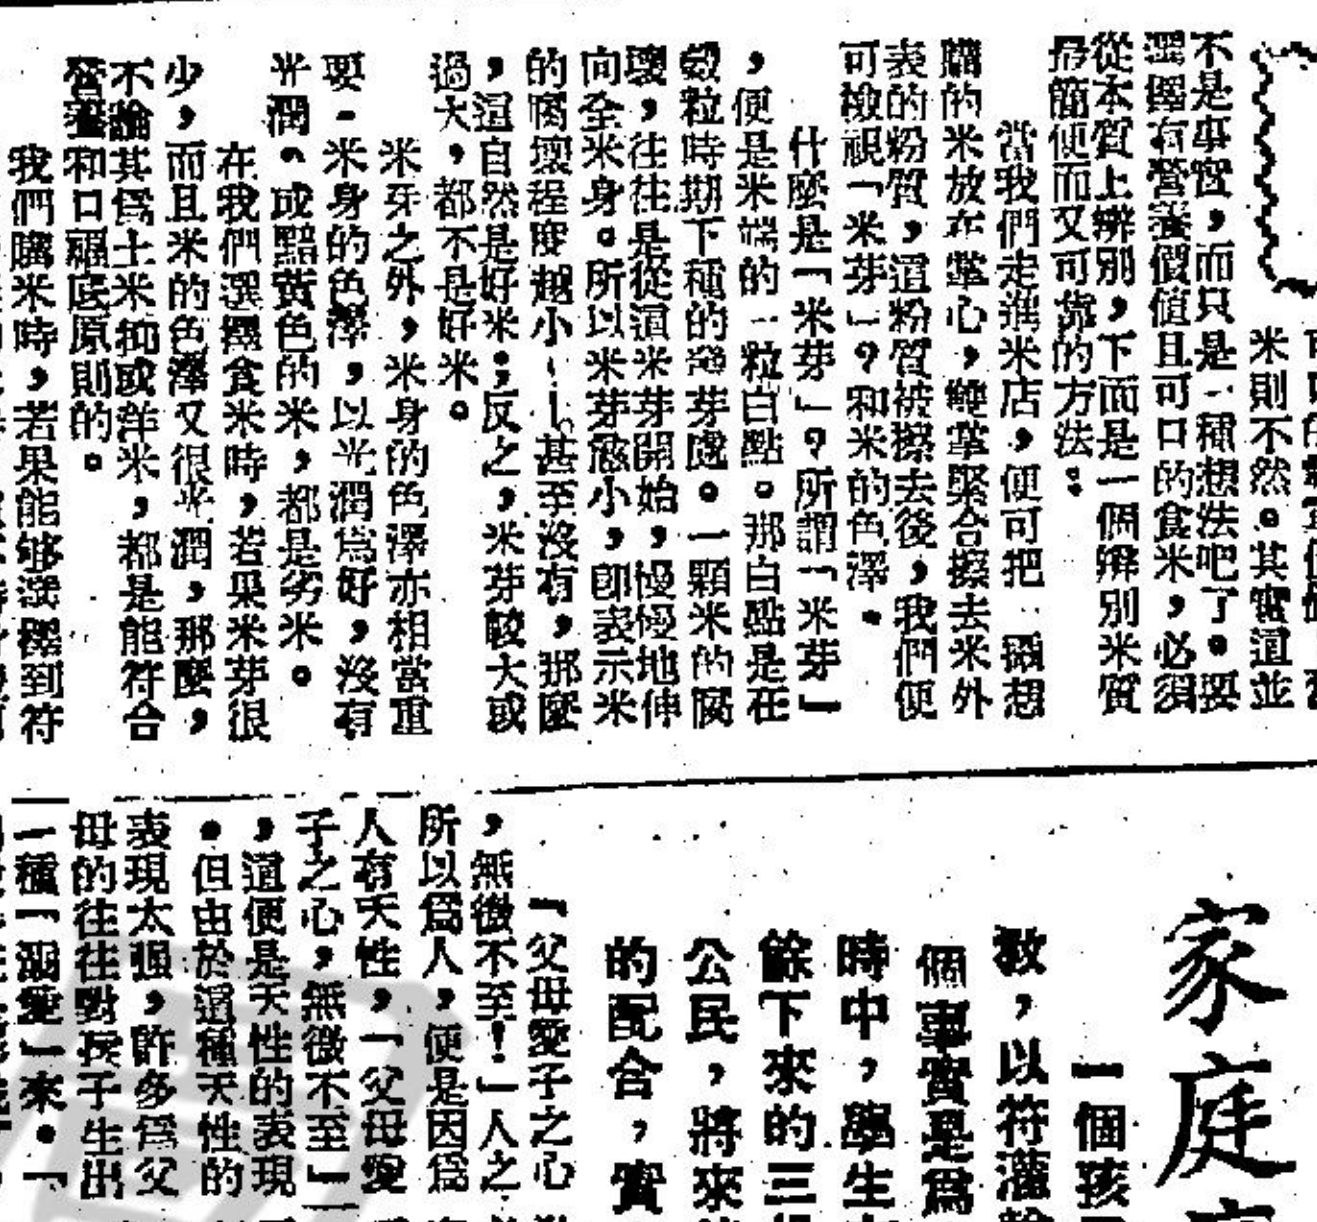 米則不然。其實這並
不是事實，而只是一種想法吧了。要
選擇有營養價值且可口的食米，必須
從本質上辨別，下面是一個辨別米質
最簡便而又可靠的方法：
當我們走進米店，便可把
購的米放在掌心，雙掌緊合擦去米外
表的粉質，這粉質被擦去後，我們便
可檢視「米芽」？和米的色澤。
什麼是「米芽」？所謂「米芽」
，便是米端的一粒白點。那白點是在
穀粒時期下種的發芽處。一顆米的腐
壞，往往是從這米芽開始，慢慢地伸
向全米身。所以米芽愈小，即表示米
的腐壞程度越小——甚至沒有，那麼
，這自然是好米；反之，米芽較大或
過大，都不是好米。
米牙之外，米身的色澤亦相當重
要．米身的色澤，以光潤爲好，沒有
光潤。或黯黃色的米，都是劣米。
在我們選擇食米時，若果米芽很
少，而且米的色澤又很光潤，那麼，
不論其爲土米抑或洋米，都是能符合
營養和口福底原則的。
我們購米時，若果能够選擇到符
家庭
一個孩
教，以符灌輸
個事實是爲
時中，學生
餘下來的三
公民，將來
的配合，實
「父母愛子之心
，無微不至！」人之
所以爲人，便是因爲
人有天性，「父母愛
子之心，無微不至」
，這便是天性的表現
。但由於這種天性的
表現太强，許多爲父
母的往往對孩子生出
一種「溺愛」來。「